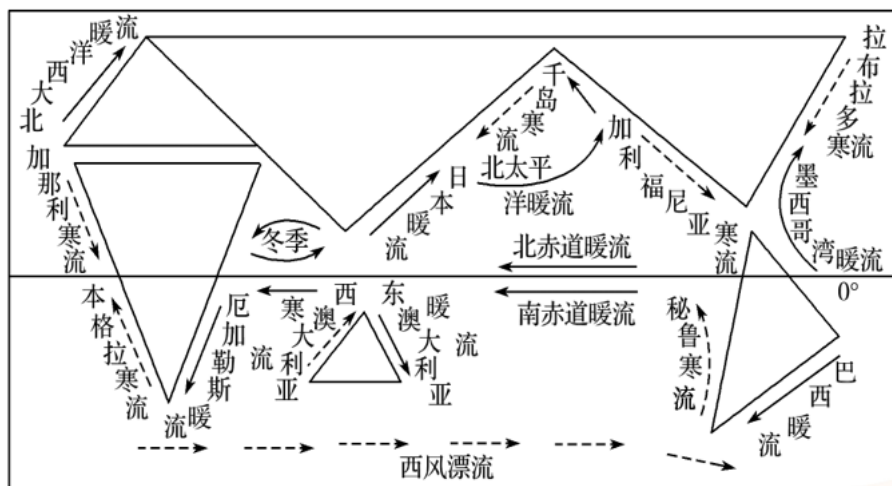 北大西洋暖流
拉布拉多寒流
千岛寒流
加利福尼亚寒流
北太平洋暖流
日本暖流
加那利寒流
墨西哥湾暖流
冬季
北赤道暖流
0°
南赤道暖流
本格拉寒流
厄加勒斯暖流
西澳大利亚寒流
东澳大利亚暖流
秘鲁寒流
巴西暖流
西风漂流